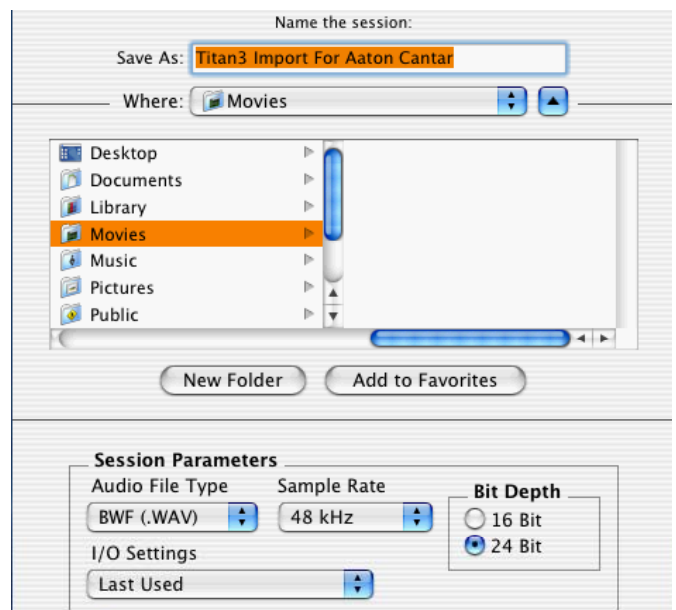 Name the session:
Save As: Titan3 Import For Aaton Cantar
Where: Movies
Desktop
Documents
Library
Movies
Music
Pictures
Public
New Folder Add to Favorites
Session Parameters
Audio File Type Sample Rate Bit Depth
BWF (.WAV) 48 kHz 16 Bit
24 Bit
I/O Settings
Last Used